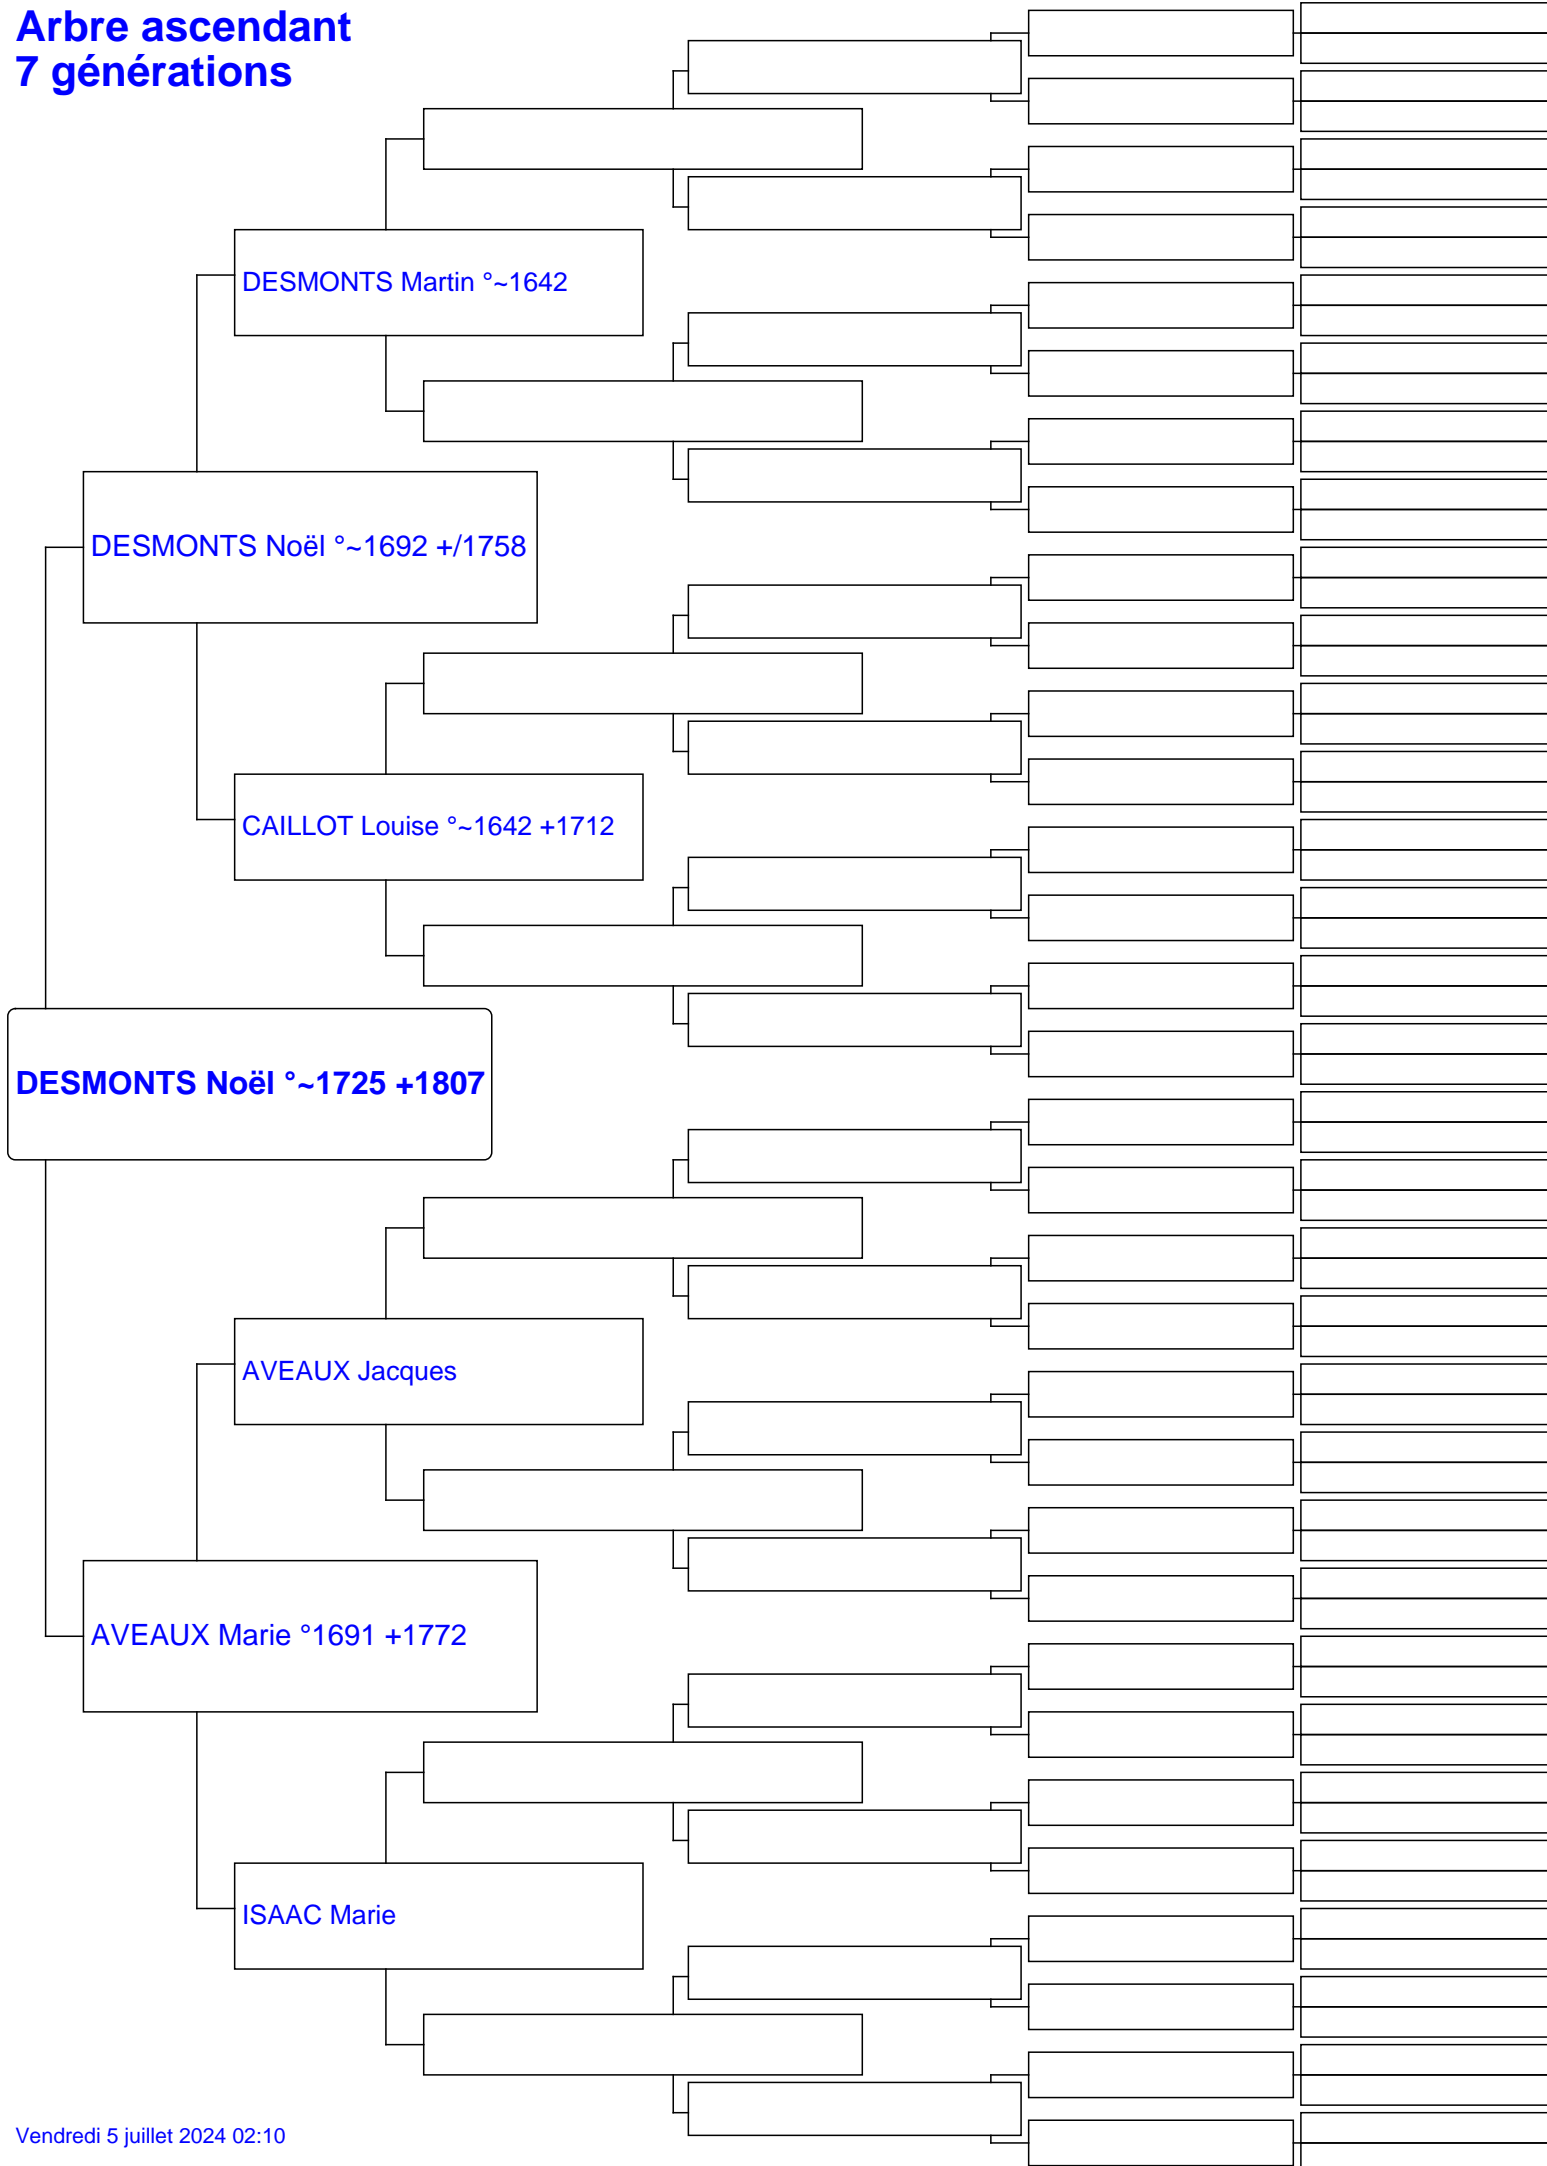 Arbre ascendant
7 générations
DESMONTS Martin °~1642
DESMONTS Noël °~1692 +/1758
CAILLOT Louise °~1642 +1712
DESMONTS Noël °~1725 +1807
AVEAUX Jacques
AVEAUX Marie °1691 +1772
ISAAC Marie
Vendredi 5 juillet 2024 02:10